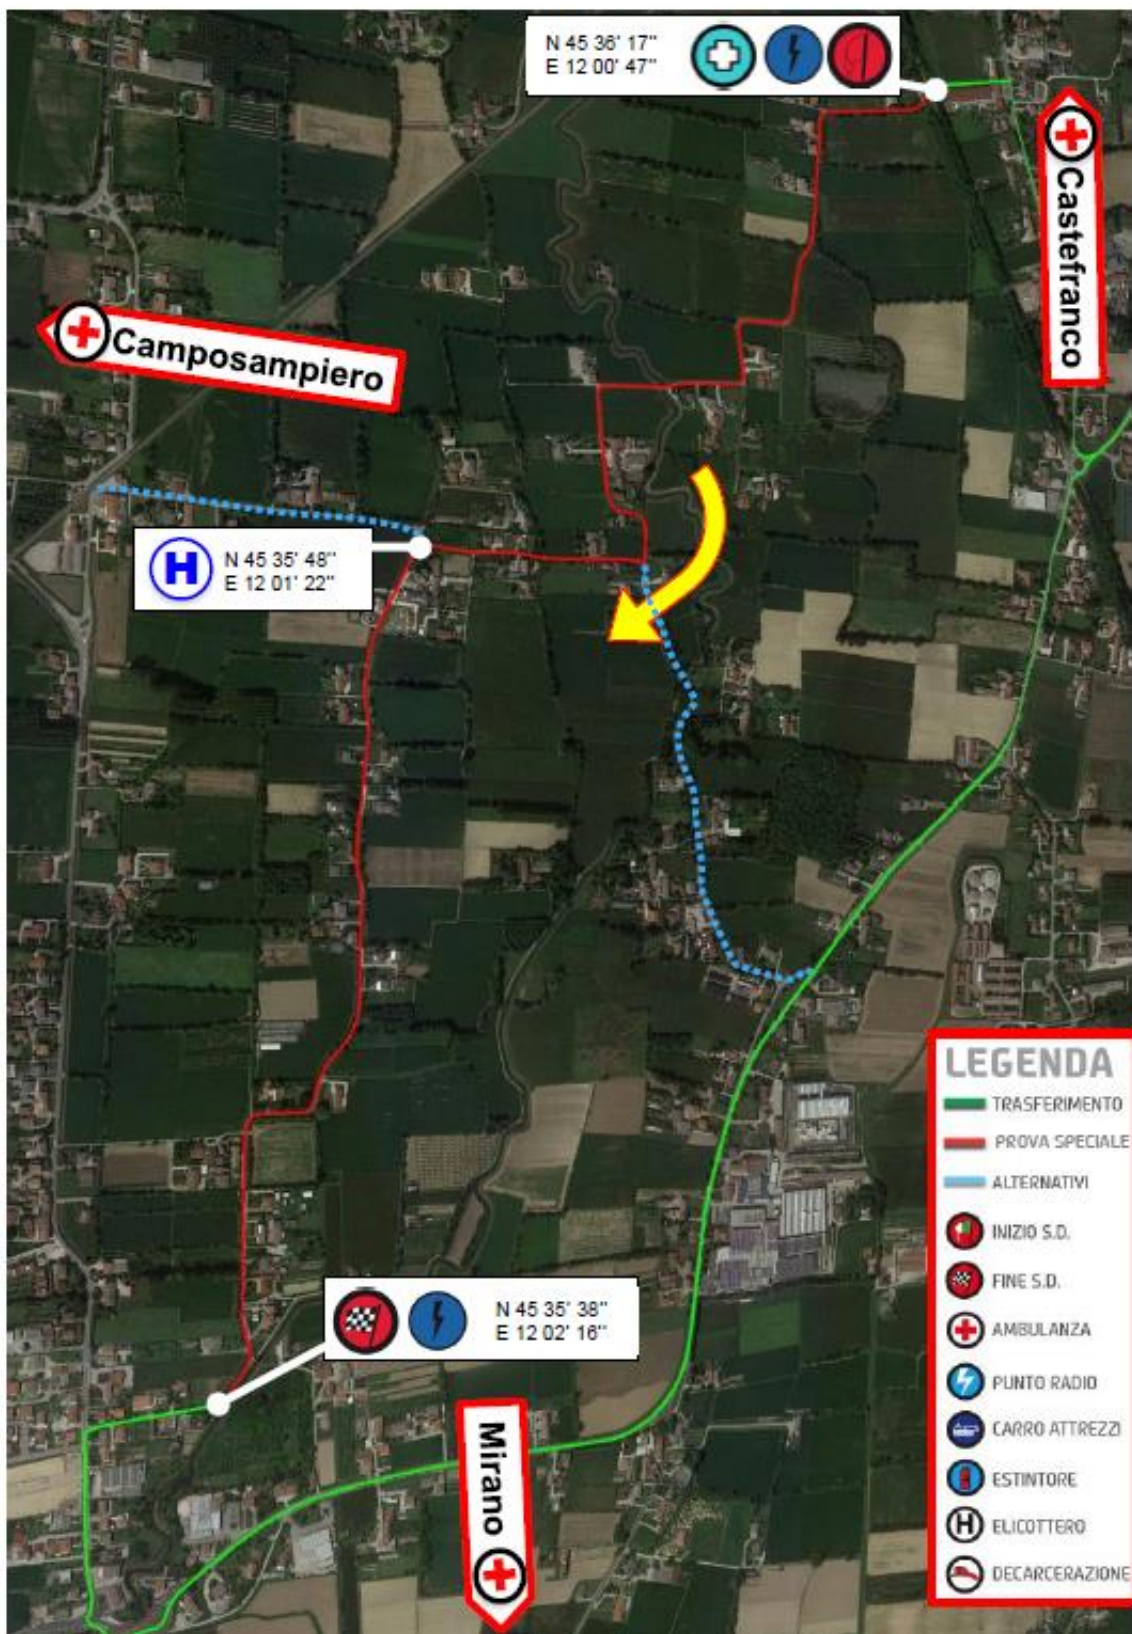 N 45 36' 17''
E 12 00' 47''
Castefranco
Camposampiero
H
N 45 35' 48''
E 12 01' 22''
N 45 35' 38''
E 12 02' 16''
Mirano
LEGENDA
TRASFERIMENTO
PROVA SPECIALE
ALTERNATIVI
INIZIO S.D.
FINE S.D.
AMBULANZA
PUNTO RADIO
CARRO ATTREZZI
ESTINTORE
H ELICOTTERO
DECARCERAZIONE